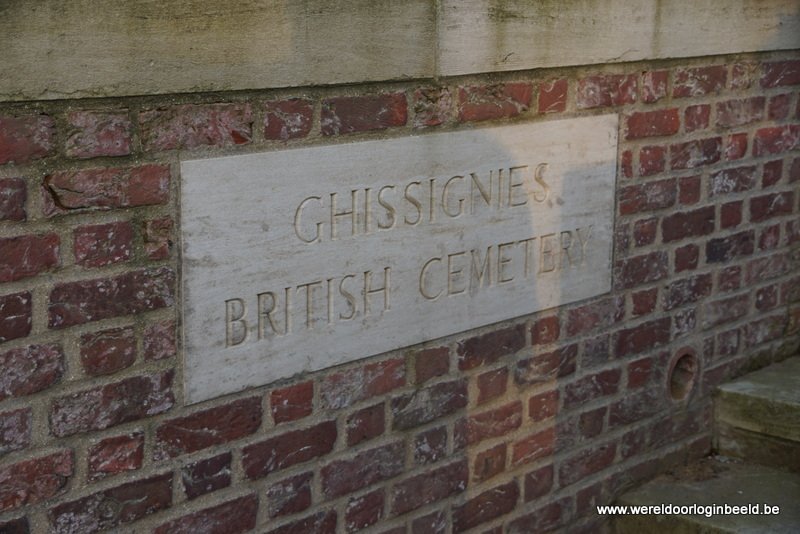 GHISSIGNIES
BRITISH CEMETERY
www.wereldoorloginbeeld.be